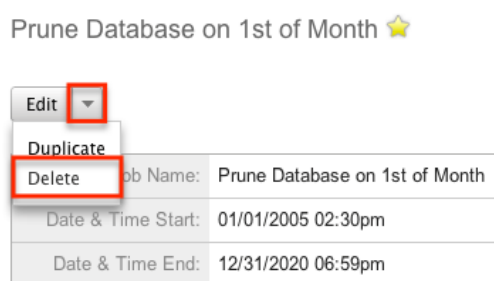 Prune Database on 1st of Month
Edit
Duplicate
Delete
ob Name: Prune Database on 1st of Month
Date & Time Start: 01/01/2005 02:30pm
Date & Time End: 12/31/2020 06:59pm